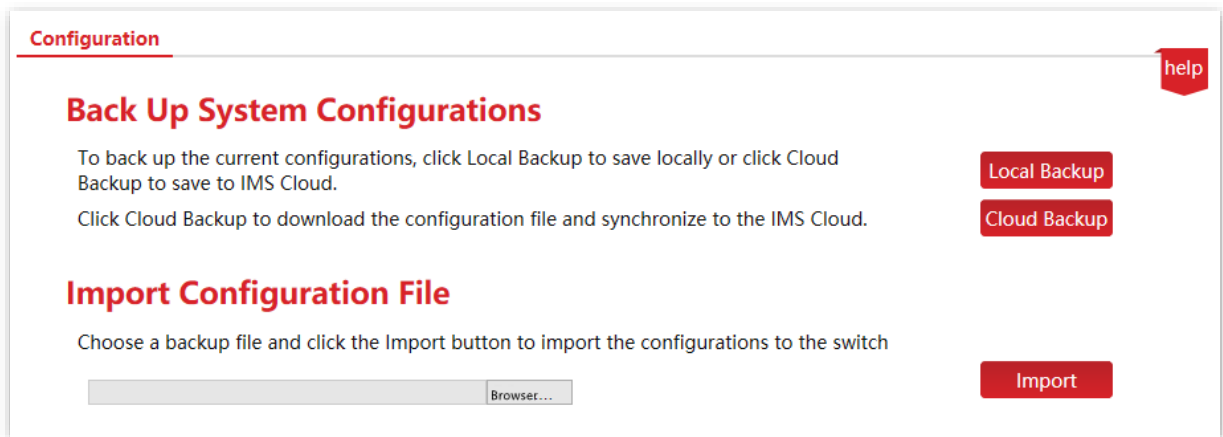 Configuration
help
Back Up System Configurations
To back up the current configurations, click Local Backup to save locally or click Cloud
Backup to save to IMS Cloud.
Local Backup
Click Cloud Backup to download the configuration file and synchronize to the IMS Cloud.
Cloud Backup
Import Configuration File
Choose a backup file and click the Import button to import the configurations to the switch
Browser...
Import